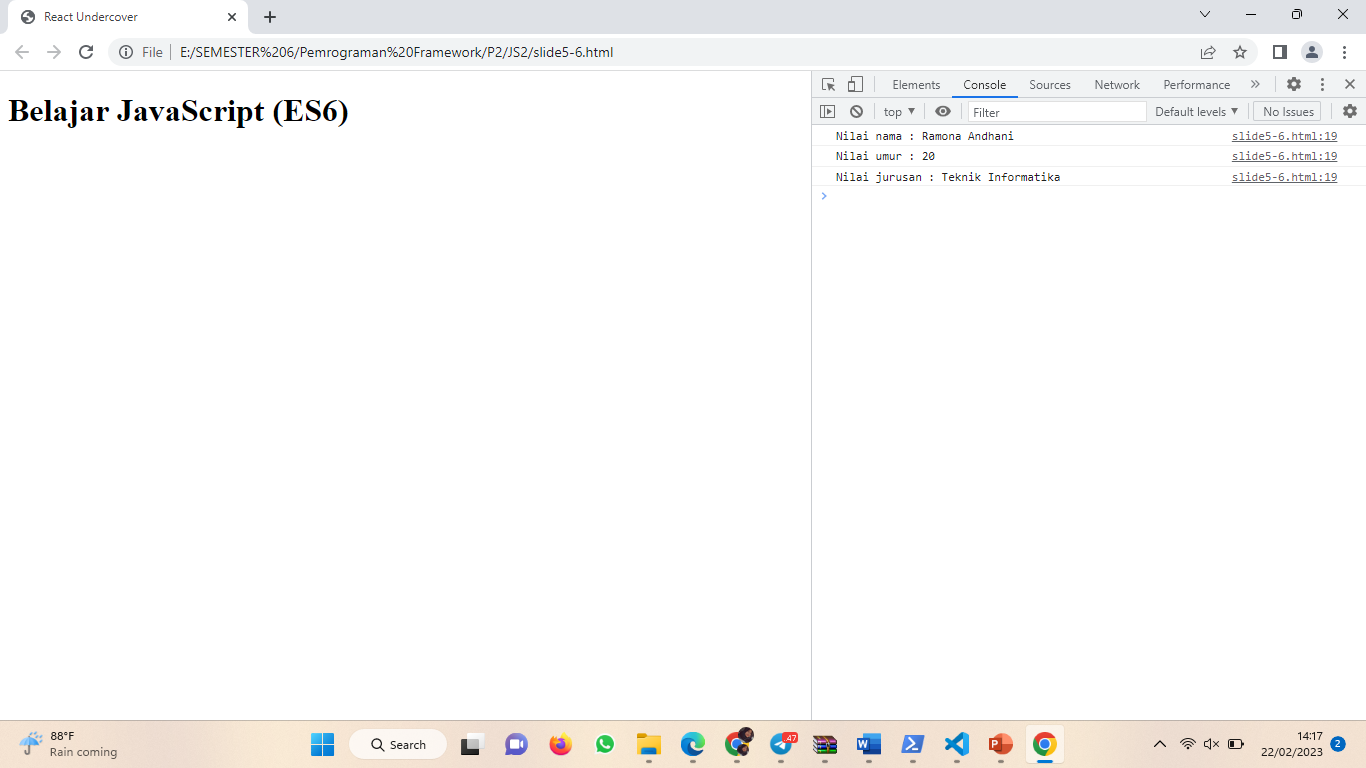 React Undercover
File
E:/SEMESTER%206/Pemrograman%20Framework/P2/JS2/slide5-6.html
Belajar JavaScript (ES6)
Elements Console Sources Network Performance »
top Filter Default levels No Issues
Nilai nama : Ramona Andhani slide5-6.html:19
Nilai umur : 20 slide5-6.html:19
Nilai jurusan : Teknik Informatika slide5-6.html:19
>
88°F
Rain coming
Search
47
14:17
22/02/2023
2